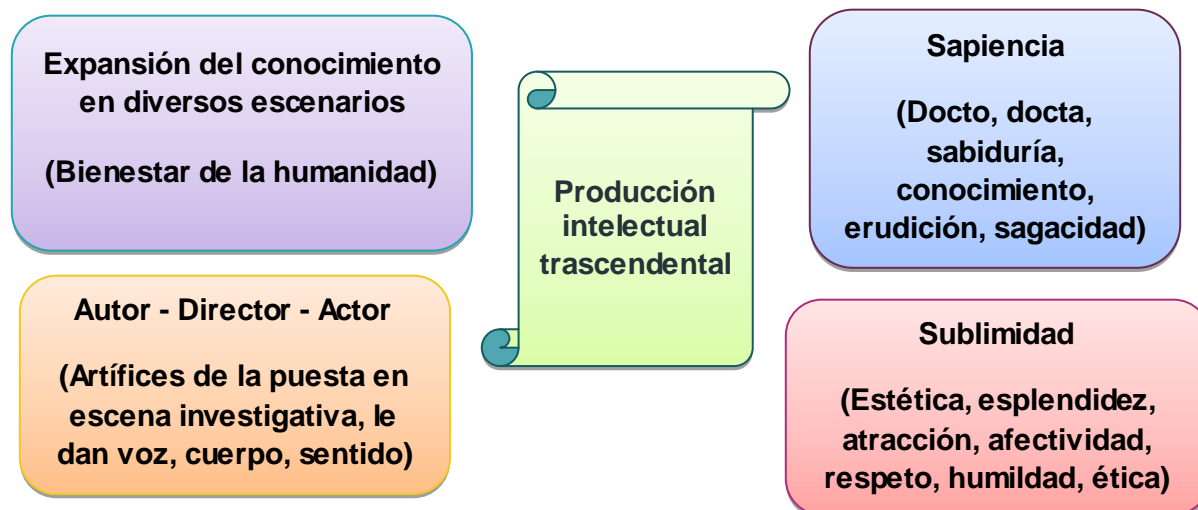 Expansión del conocimiento
en diversos escenarios
(Bienestar de la humanidad)
Autor - Director - Actor
(Artífices de la puesta en
escena investigativa, le
dan voz, cuerpo, sentido)
Producción
intelectual
trascendental
Sapiencia
(Docto, docta,
sabiduría,
conocimiento,
erudición, sagacidad)
Sublimidad
(Estética, esplendidez,
atracción, afectividad,
respeto, humildad, ética)